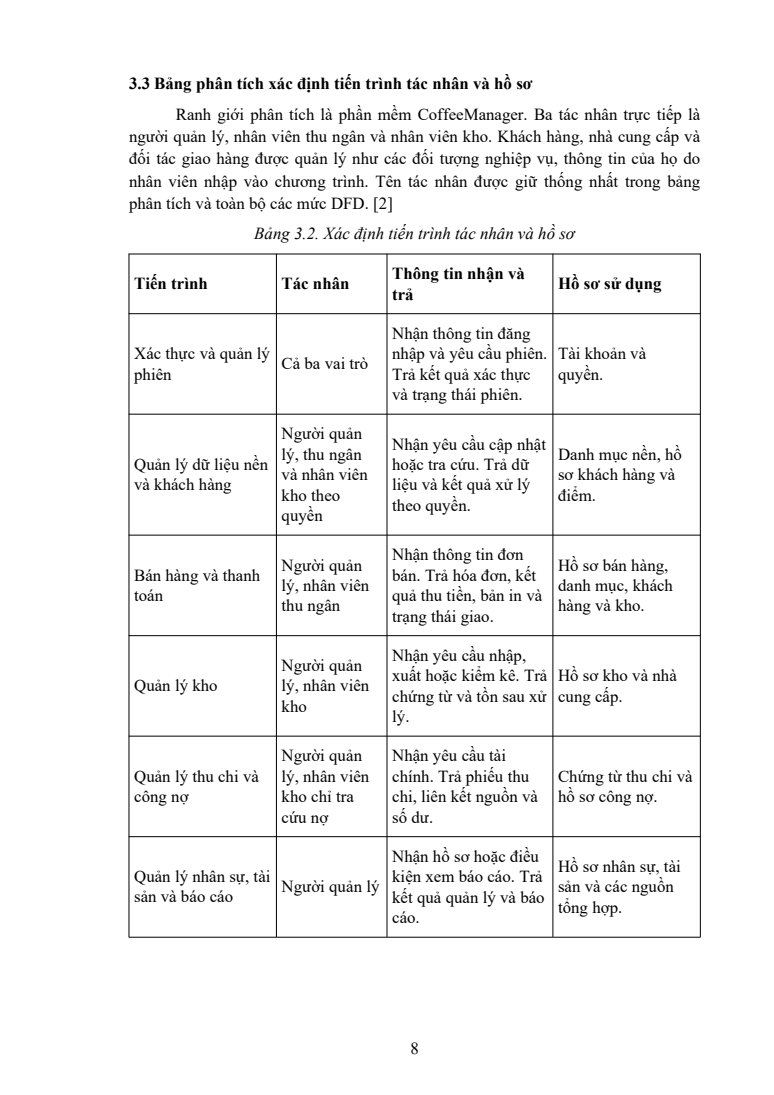 3.3 Bảng phân tích xác định tiến trình tác nhân và hồ sơ
Ranh giới phân tích là phần mềm CoffeeManager. Ba tác nhân trực tiếp là
người quản lý, nhân viên thu ngân và nhân viên kho. Khách hàng, nhà cung cấp và
đối tác giao hàng được quản lý như các đối tượng nghiệp vụ, thông tin của họ do
nhân viên nhập vào chương trình. Tên tác nhân được giữ thống nhất trong bảng
phân tích và toàn bộ các mức DFD. [2]
Bảng 3.2. Xác định tiến trình tác nhân và hồ sơ
Tiến trình
Tác nhân
Thông tin nhận và
trả
Hồ sơ sử dụng
Xác thực và quản lý
phiên
Cả ba vai trò
Nhận thông tin đăng
nhập và yêu cầu phiên.
Trả kết quả xác thực
và trạng thái phiên.
Tài khoản và
quyền.
Quản lý dữ liệu nền
và khách hàng
Người quản
lý, thu ngân
và nhân viên
kho theo
quyền
Nhận yêu cầu cập nhật
hoặc tra cứu. Trả dữ
liệu và kết quả xử lý
theo quyền.
Danh mục nền, hồ
sơ khách hàng và
điểm.
Bán hàng và thanh
toán
Người quản
lý, nhân viên
thu ngân
Nhận thông tin đơn
bán. Trả hóa đơn, kết
quả thu tiền, bản in và
trạng thái giao.
Hồ sơ bán hàng,
danh mục, khách
hàng và kho.
Quản lý kho
Người quản
lý, nhân viên
kho
Nhận yêu cầu nhập,
xuất hoặc kiểm kê. Trả
chứng từ và tồn sau xử
lý.
Hồ sơ kho và nhà
cung cấp.
Quản lý thu chi và
công nợ
Người quản
lý, nhân viên
kho chỉ tra
cứu nợ
Nhận yêu cầu tài
chính. Trả phiếu thu
chi, liên kết nguồn và
số dư.
Chứng từ thu chi và
hồ sơ công nợ.
Quản lý nhân sự, tài
sản và báo cáo
Người quản lý
Nhận hồ sơ hoặc điều
kiện xem báo cáo. Trả
kết quả quản lý và báo
cáo.
Hồ sơ nhân sự, tài
sản và các nguồn
tổng hợp.
8